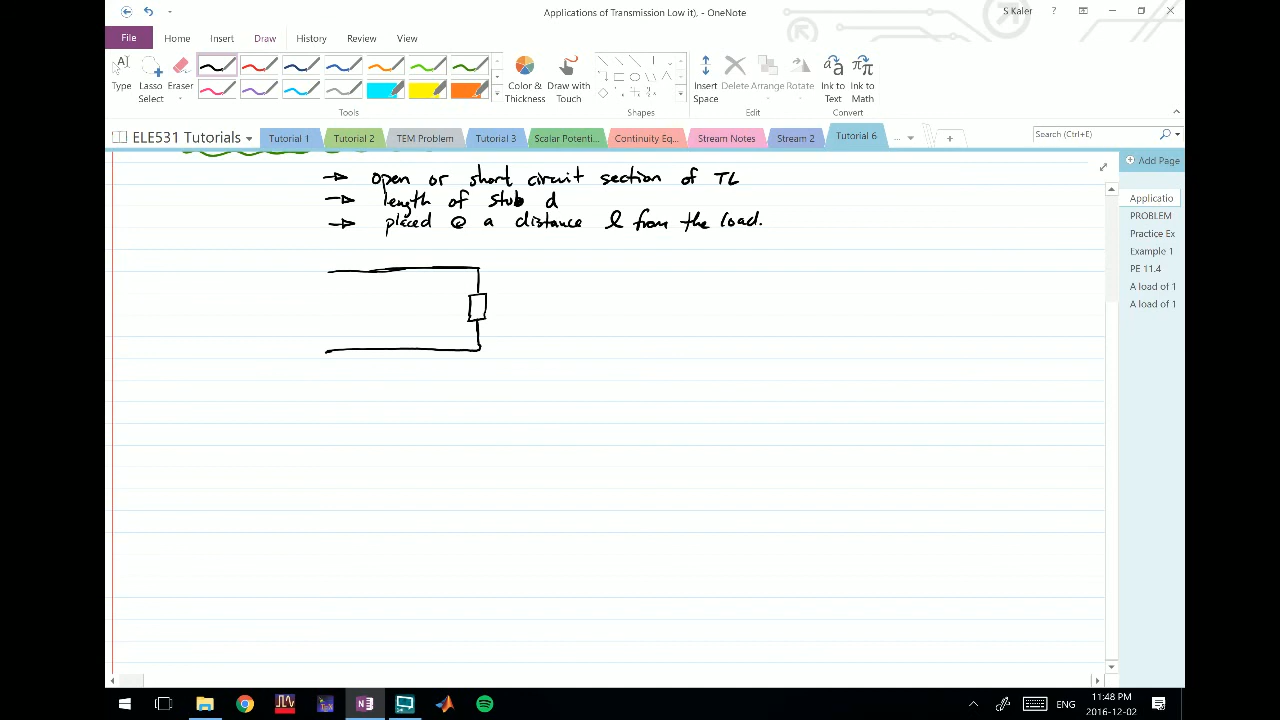 Applications of Transmission Low it), - OneNote
S Kaler
?
File
Home
Insert
Draw
History
Review
View
Type
Lasso Select
Eraser
Color & Thickness
Draw with Touch
Insert Space
Delete
Arrange
Rotate
Ink to Text
Ink to Math
Tools
Shapes
Edit
Convert
ELE531 Tutorials
Tutorial 1
Tutorial 2
TEM Problem
Tutorial 3
Scalar Potenti...
Continuity Eq...
Stream Notes
Stream 2
Tutorial 6
...
Search (Ctrl+E)
Add Page
Applicatio
PROBLEM
Practice Ex
Example 1
PE 11.4
A load of 1
A load of 1
→ open or short circuit section of TL
→ length of stub d
→ placed @ a distance l from the load.
ENG
11:48 PM
2016-12-02